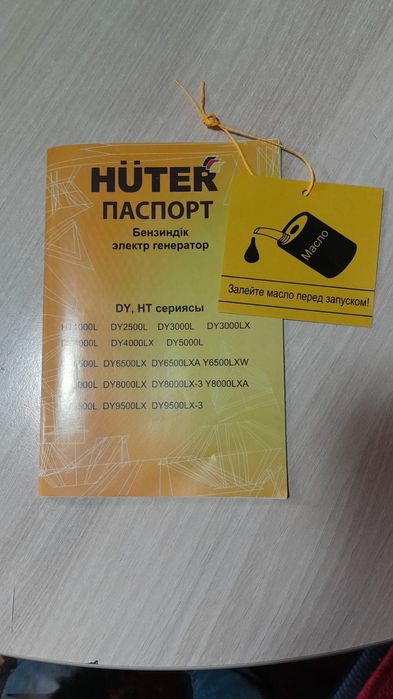 HÜTER
ПАСПОРТ
Бензиндік
электр генератор
DY, HT сериясы
HT1000L DY2500L DY3000L DY3000LX
DY4000LX DY5000L
DY6500LX DY6500LXA Y6500LXW
DY8000LX DY8000LX-3 Y8000LXA
DY9500LX DY9500LX-3
Масло
Залейте масло перед запуском!